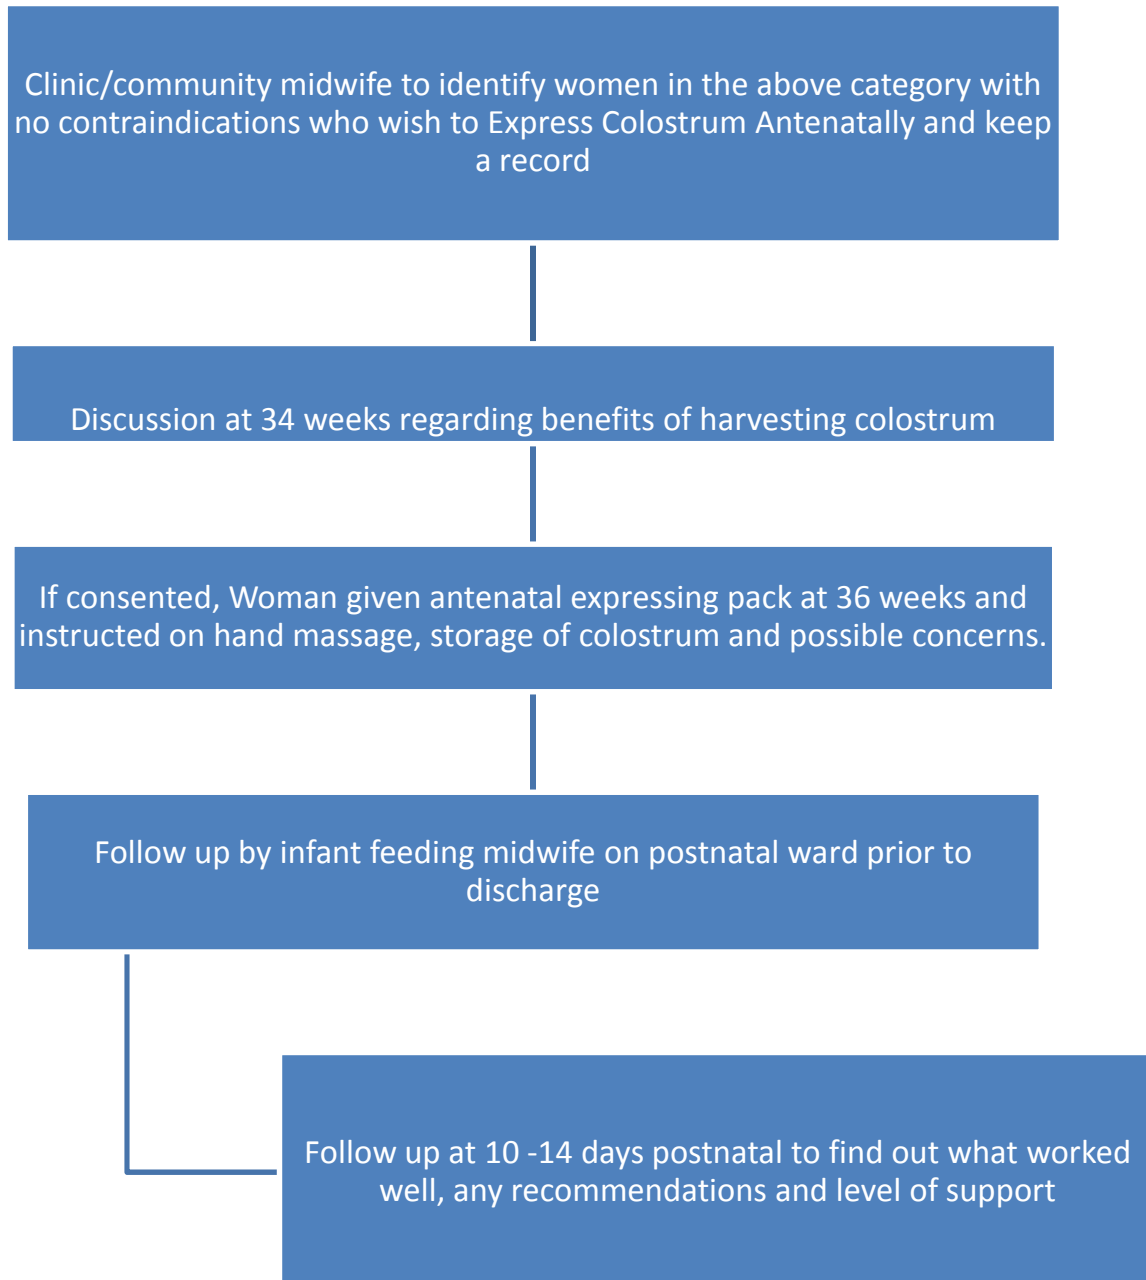 Clinic/community midwife to identify women in the above category with
no contraindications who wish to Express Colostrum Antenatally and keep
a record
Discussion at 34 weeks regarding benefits of harvesting colostrum
If consented, Woman given antenatal expressing pack at 36 weeks and
instructed on hand massage, storage of colostrum and possible concerns.
Follow up by infant feeding midwife on postnatal ward prior to
discharge
Follow up at 10 -14 days postnatal to find out what worked
well, any recommendations and level of support